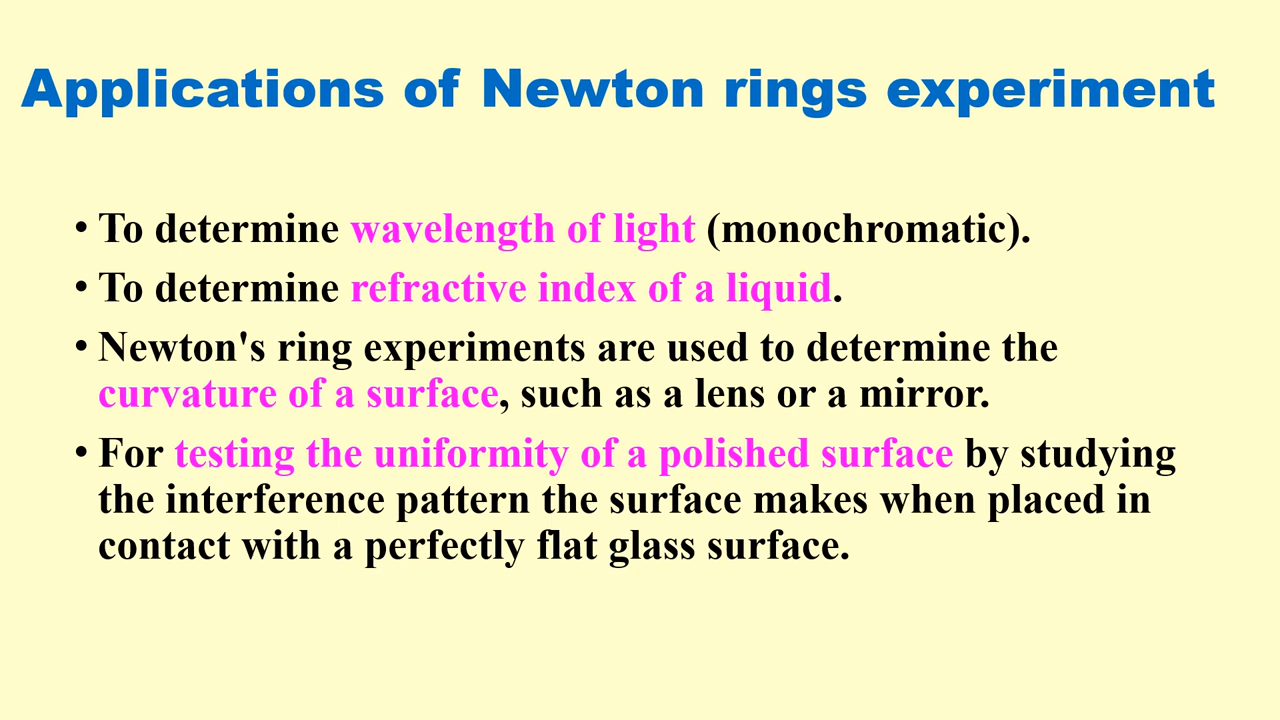 Applications of Newton rings experiment
• To determine wavelength of light (monochromatic).
• To determine refractive index of a liquid.
• Newton's ring experiments are used to determine the
curvature of a surface, such as a lens or a mirror.
• For testing the uniformity of a polished surface by studying
the interference pattern the surface makes when placed in
contact with a perfectly flat glass surface.